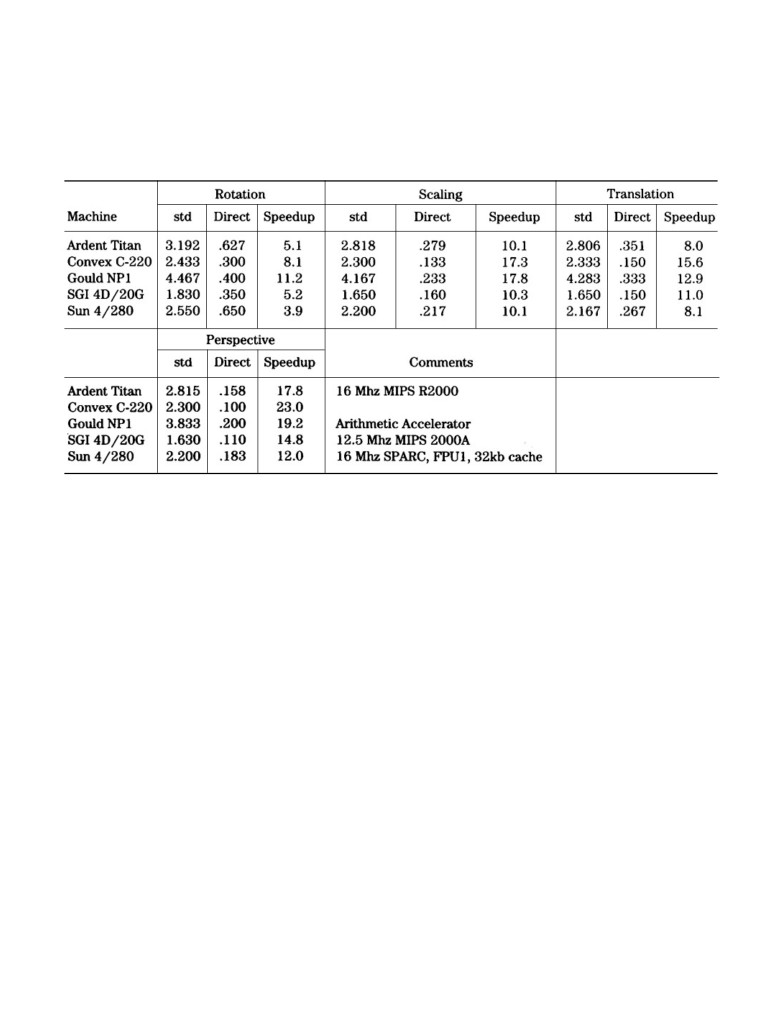 Rotation Scaling Translation
Machine std Direct Speedup std Direct Speedup std Direct Speedup
Ardent Titan 3.192 .627 5.1 2.818 .279 10.1 2.806 .351 8.0
Convex C-220 2.433 .300 8.1 2.300 .133 17.3 2.333 .150 15.6
Gould NP1 4.467 .400 11.2 4.167 .233 17.8 4.283 .333 12.9
SGI 4D/20G 1.830 .350 5.2 1.650 .160 10.3 1.650 .150 11.0
Sun 4/280 2.550 .650 3.9 2.200 .217 10.1 2.167 .267 8.1
Perspective
std Direct Speedup Comments
Ardent Titan 2.815 .158 17.8 16 Mhz MIPS R2000
Convex C-220 2.300 .100 23.0
Gould NP1 3.833 .200 19.2 Arithmetic Accelerator
SGI 4D/20G 1.630 .110 14.8 12.5 Mhz MIPS 2000A
Sun 4/280 2.200 .183 12.0 16 Mhz SPARC, FPU1, 32kb cache